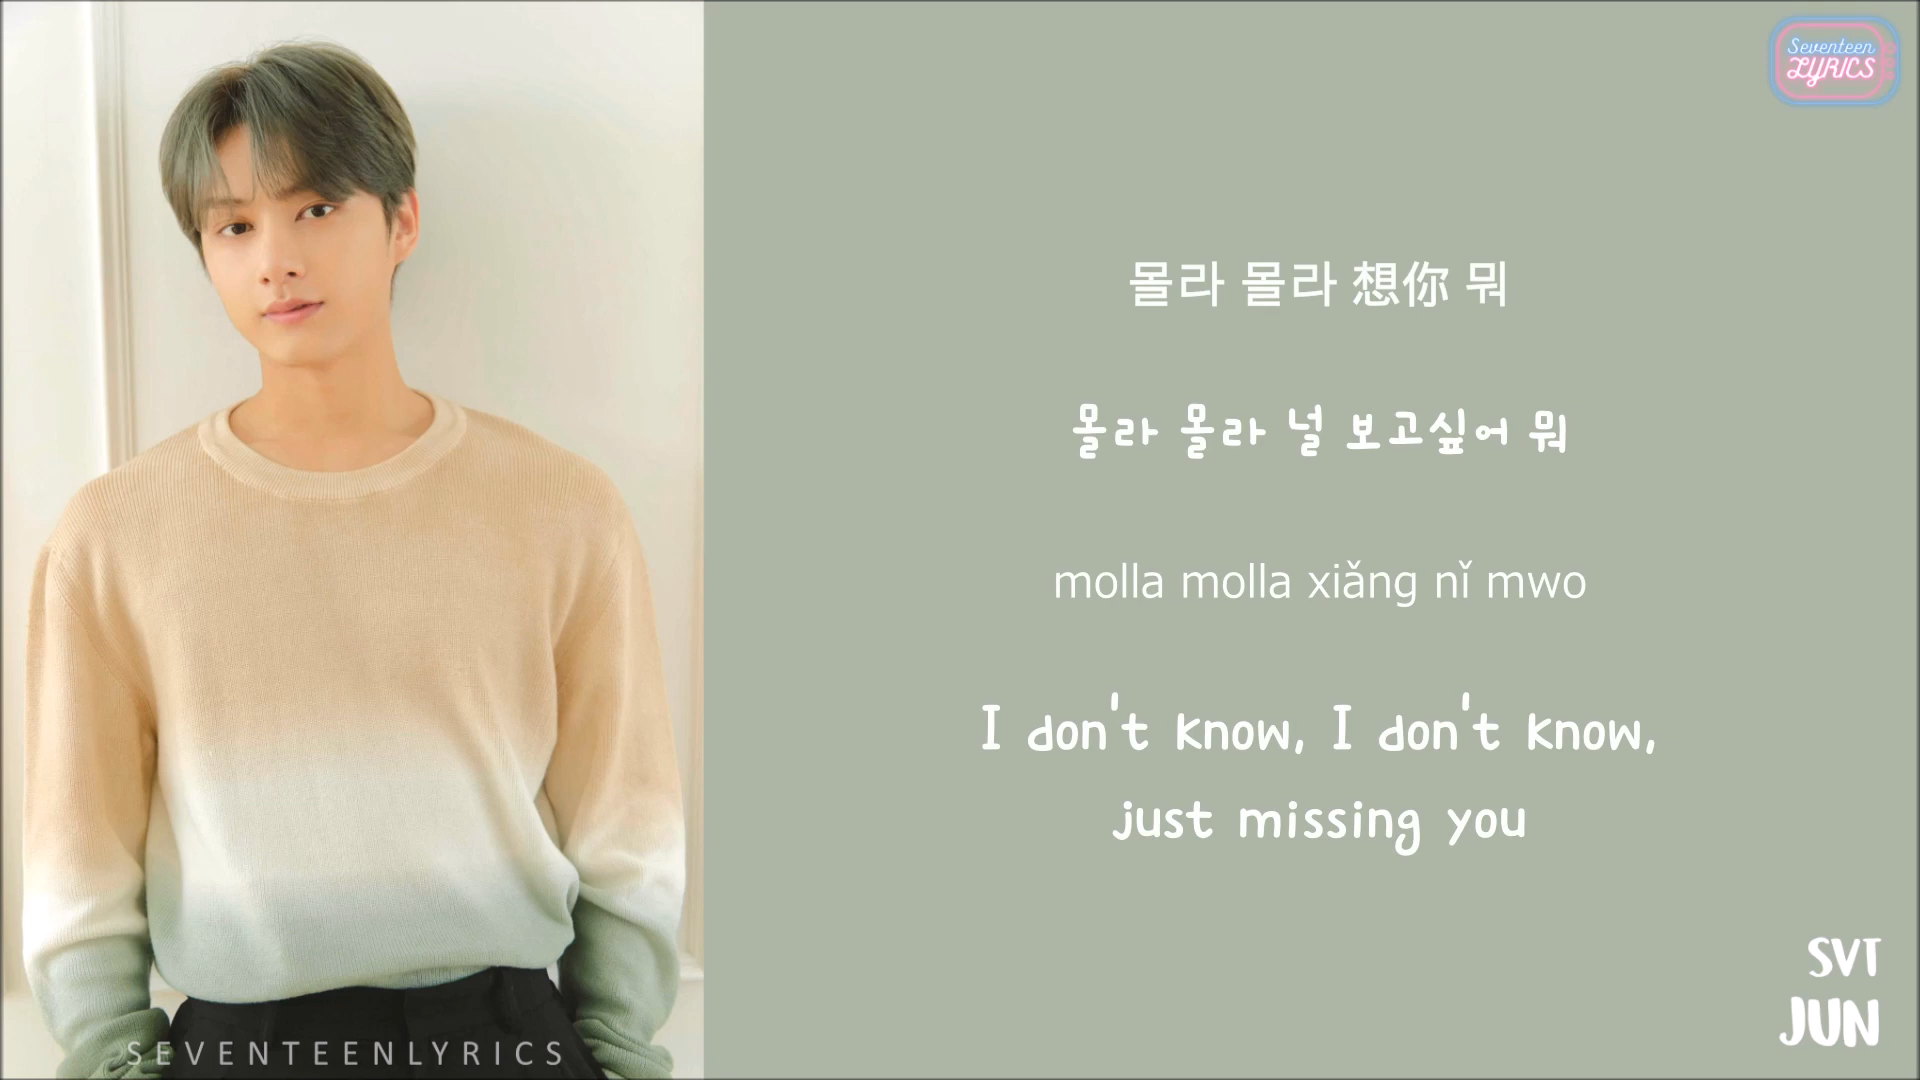 Seventeen
LYRICS
몰라 몰라 想你 뭐
몰라 몰라 널 보고싶어 뭐
molla molla xiǎng nǐ mwo
I don't know, I don't know,
just missing you
SVT
JUN
SEVENTEENLYRICS